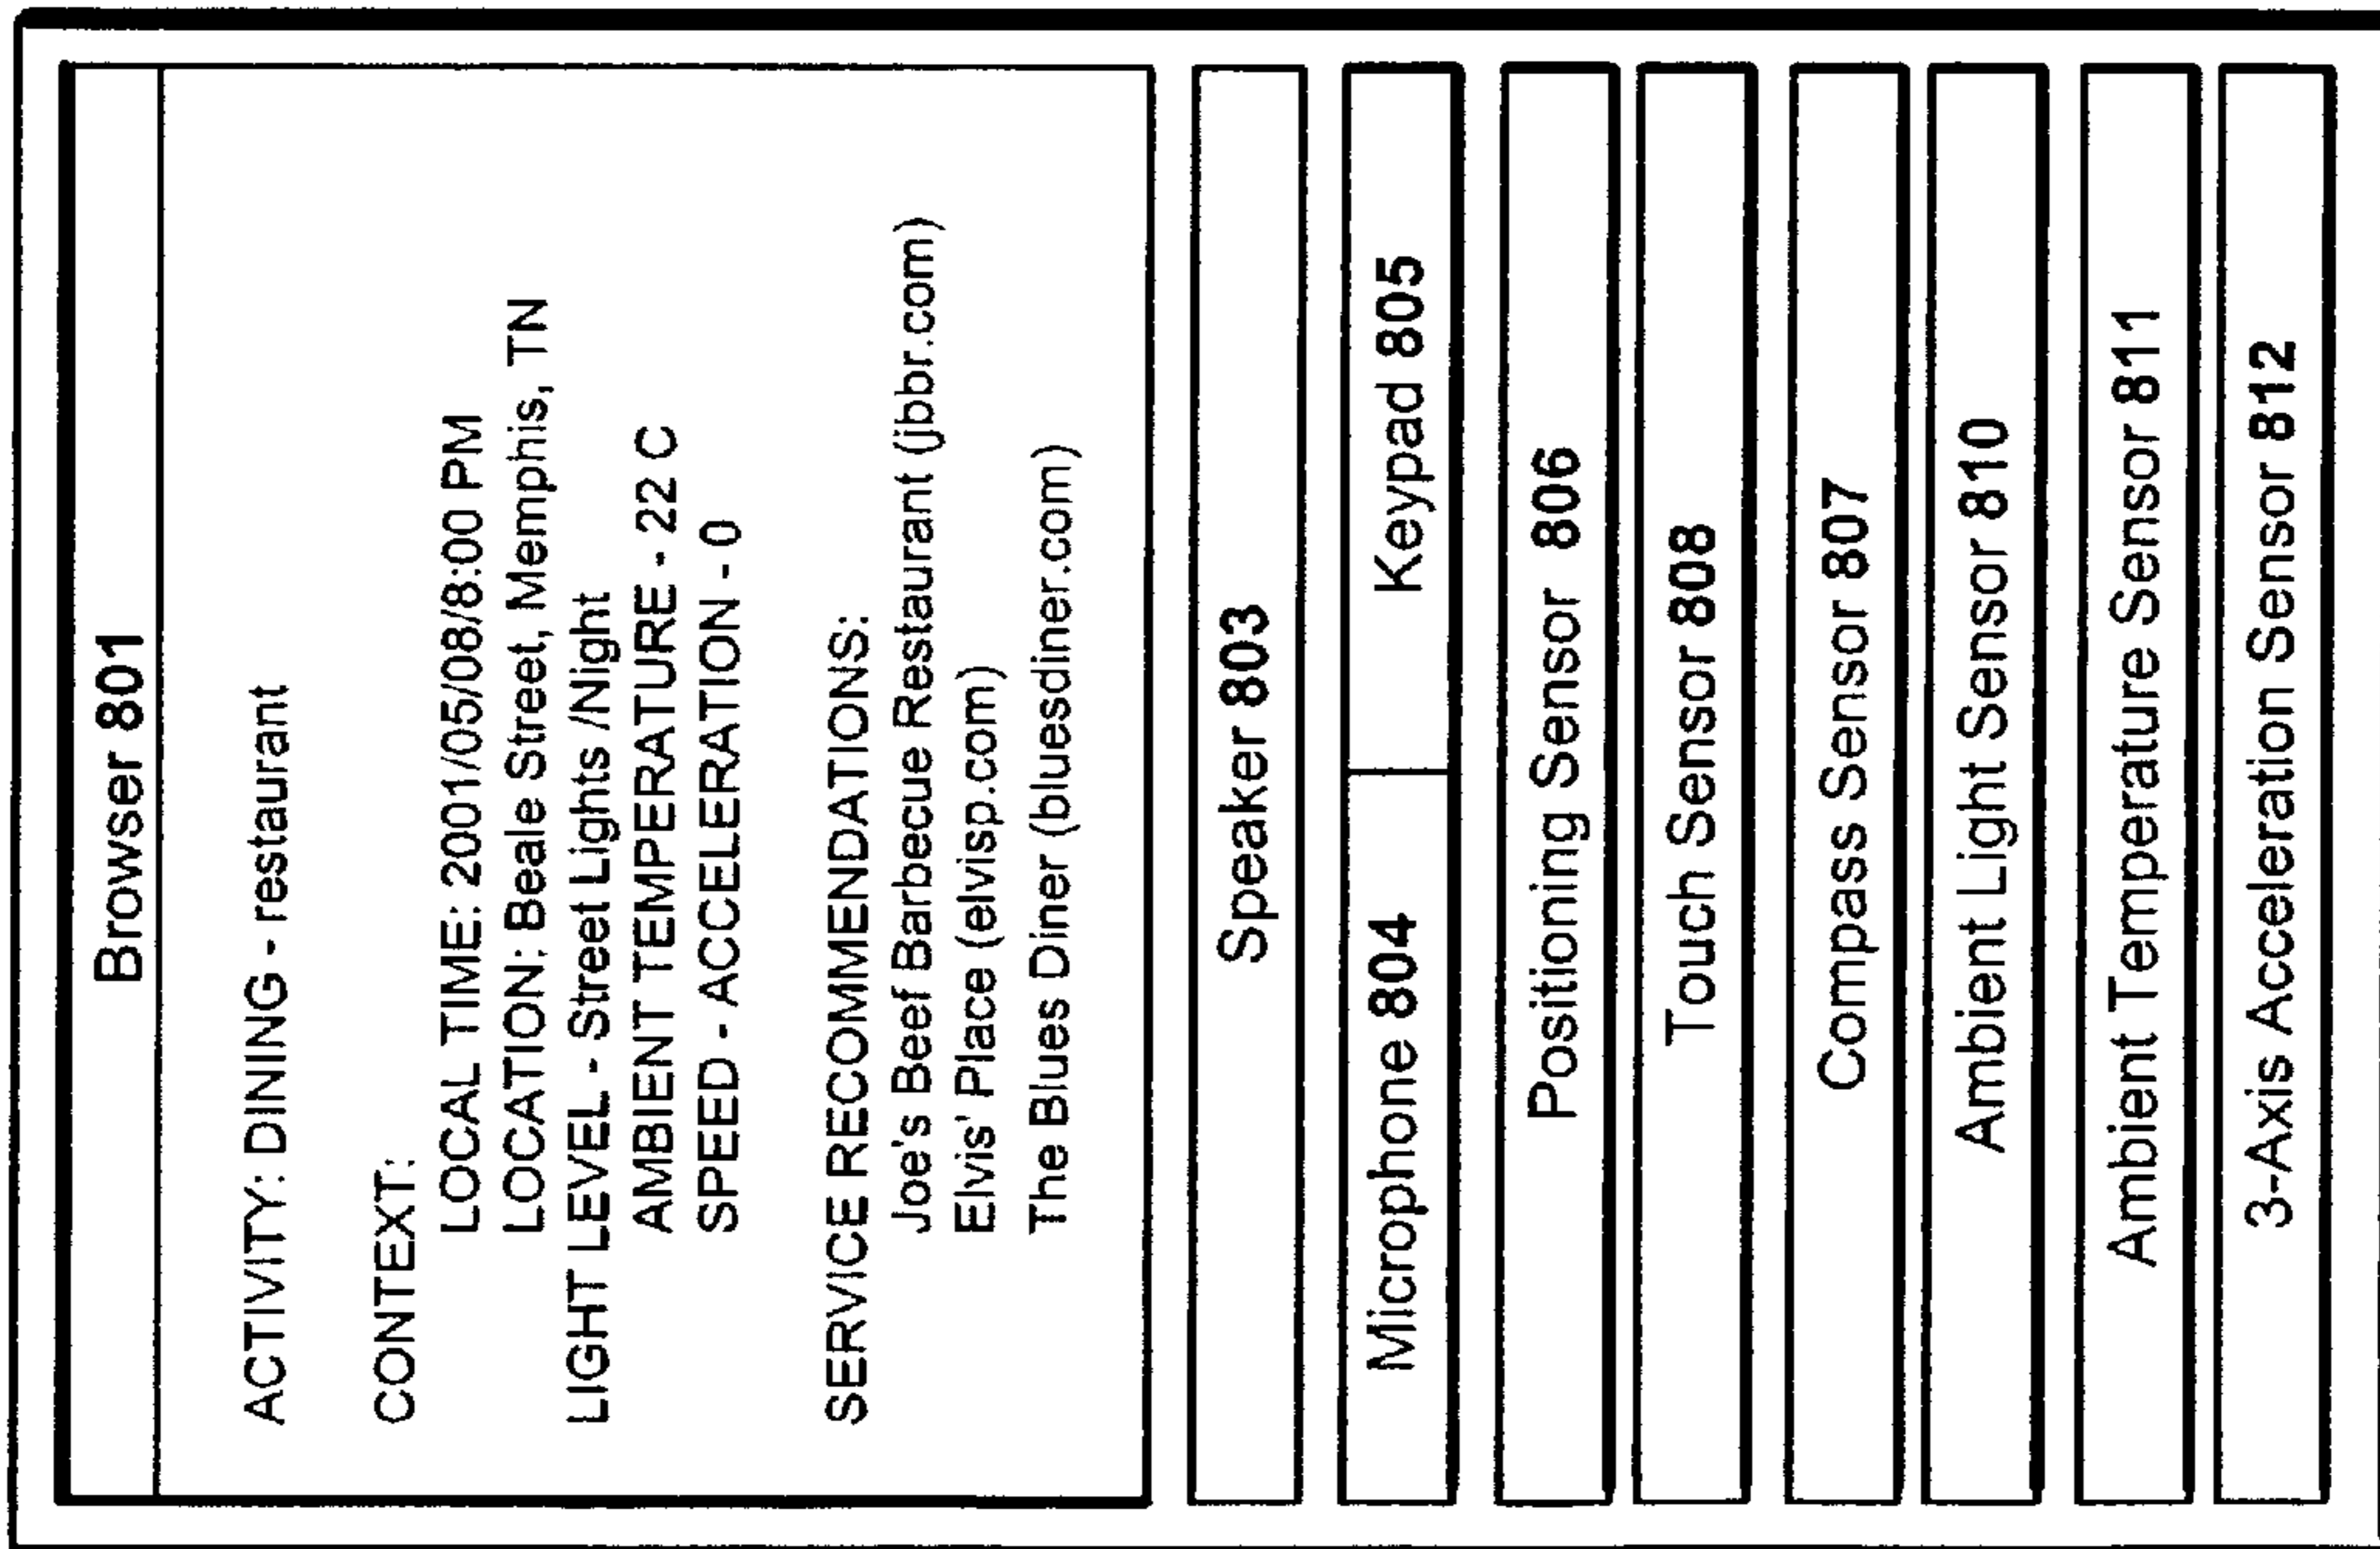 Browser 801
ACTIVITY: DINING - restaurant
CONTEXT:
LOCAL TIME: 2001/05/08/8:00 PM
LOCATION: Beale Street, Memphis, TN
LIGHT LEVEL - Street Lights /Night
AMBIENT TEMPERATURE - 22 C
SPEED - ACCELERATION - 0
SERVICE RECOMMENDATIONS:
Joe's Beef Barbecue Restaurant (jbbr.com)
Elvis' Place (elvisp.com)
The Blues Diner (bluesdiner.com)
Speaker 803
Microphone 804 Keypad 805
Positioning Sensor 806
Touch Sensor 808
Compass Sensor 807
Ambient Light Sensor 810
Ambient Temperature Sensor 811
3-Axis Acceleration Sensor 812